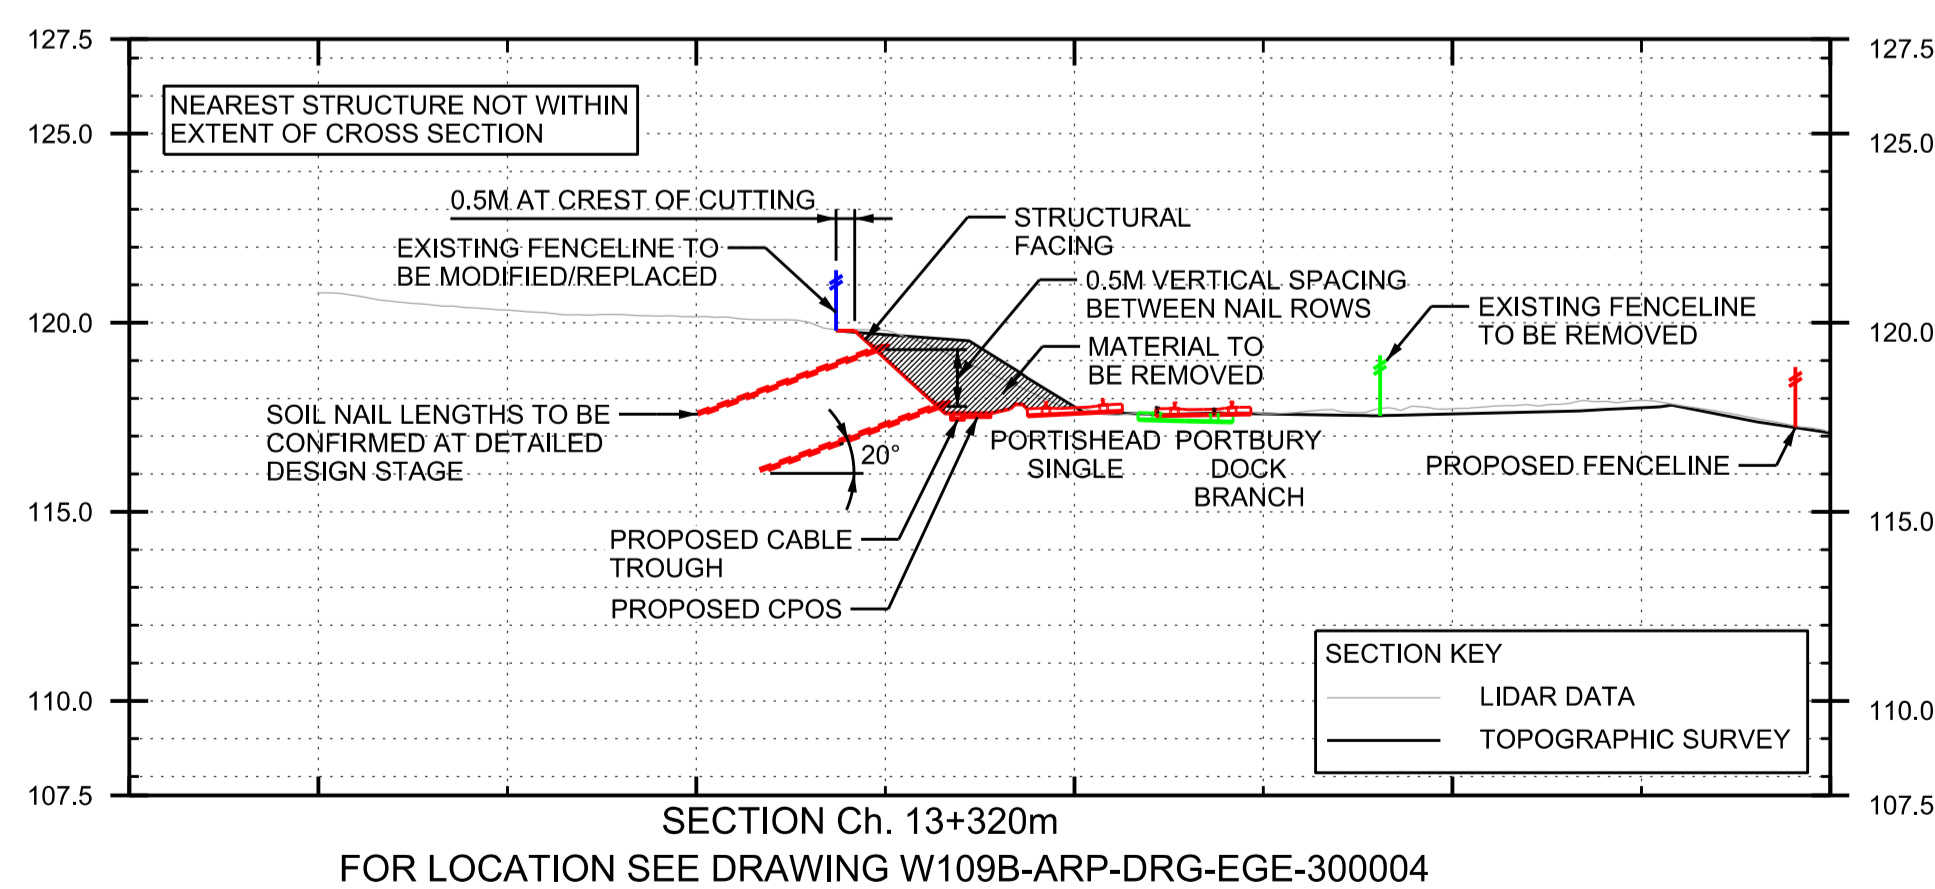 127.5
127.5
NEAREST STRUCTURE NOT WITHIN
EXTENT OF CROSS SECTION
125.0
125.0
0.5M AT CREST OF CUTTING
STRUCTURAL
FACING
EXISTING FENCELINE TO
BE MODIFIED/REPLACED
0.5M VERTICAL SPACING
BETWEEN NAIL ROWS
EXISTING FENCELINE
TO BE REMOVED
120.0
120.0
MATERIAL TO
BE REMOVED
SOIL NAIL LENGTHS TO BE
CONFIRMED AT DETAILED
DESIGN STAGE
20°
PORTISHEAD
SINGLE
PORTBURY
DOCK
BRANCH
PROPOSED FENCELINE
115.0
115.0
PROPOSED CABLE
TROUGH
PROPOSED CPOS
SECTION KEY
LIDAR DATA
TOPOGRAPHIC SURVEY
110.0
110.0
107.5
107.5
SECTION Ch. 13+320m
FOR LOCATION SEE DRAWING W109B-ARP-DRG-EGE-300004